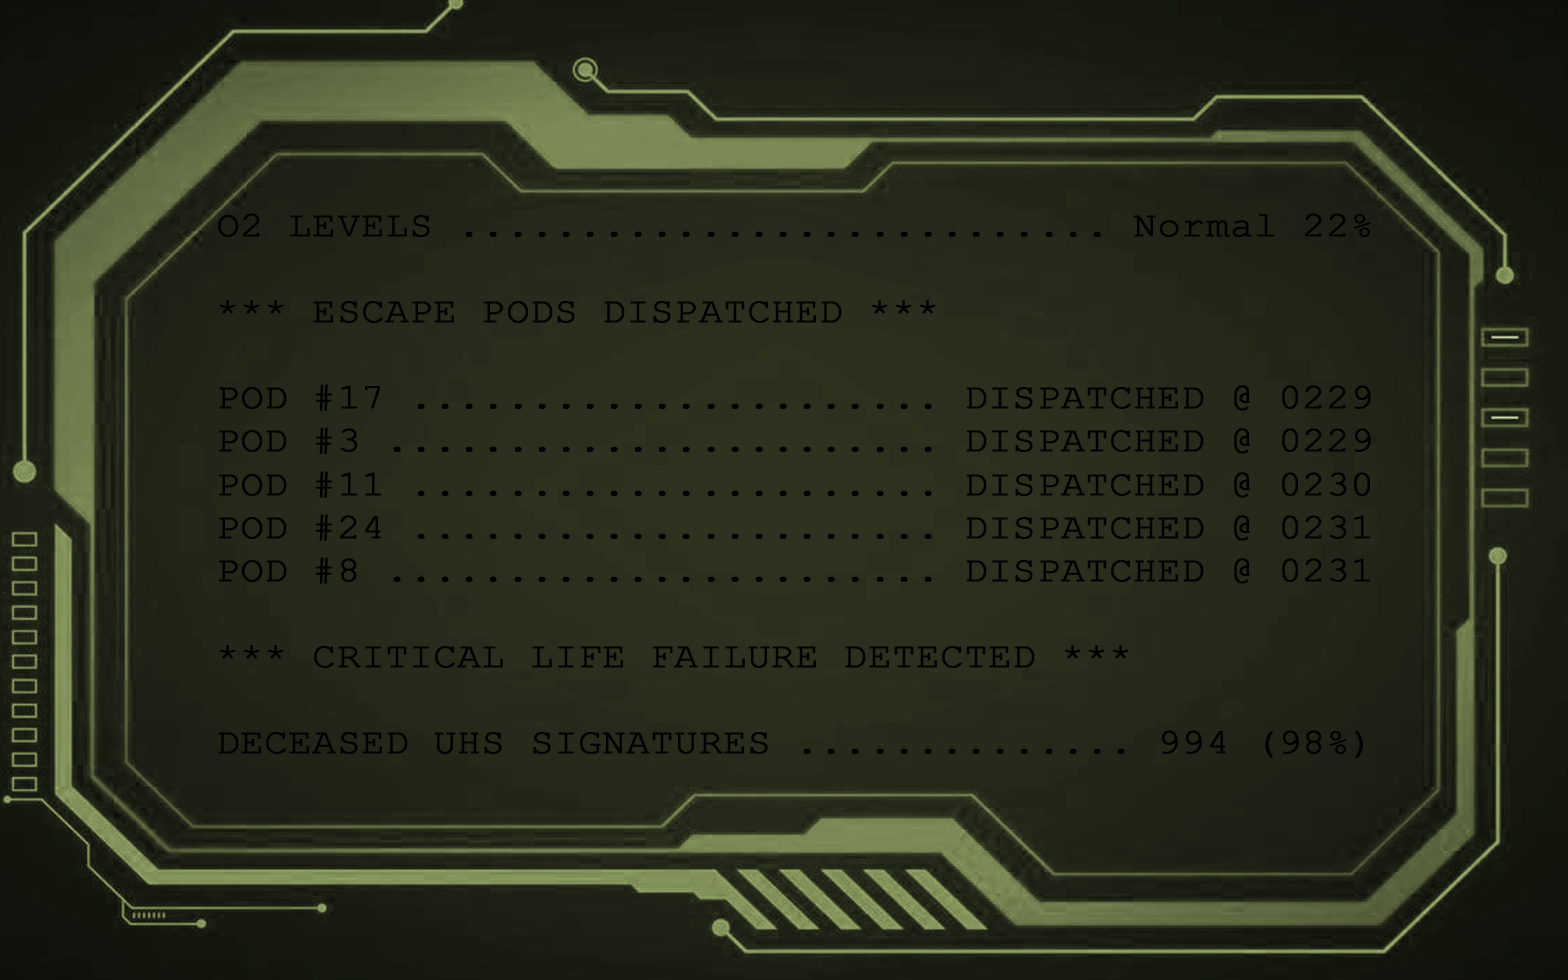 O2 LEVELS ........................... Normal 22%
*** ESCAPE PODS DISPATCHED ***
POD #17 ...................... DISPATCHED @ 0229
POD #3 ....................... DISPATCHED @ 0229
POD #11 ...................... DISPATCHED @ 0230
POD #24 ...................... DISPATCHED @ 0231
POD #8 ....................... DISPATCHED @ 0231
*** CRITICAL LIFE FAILURE DETECTED ***
DECEASED UHS SIGNATURES .............. 994 (98%)